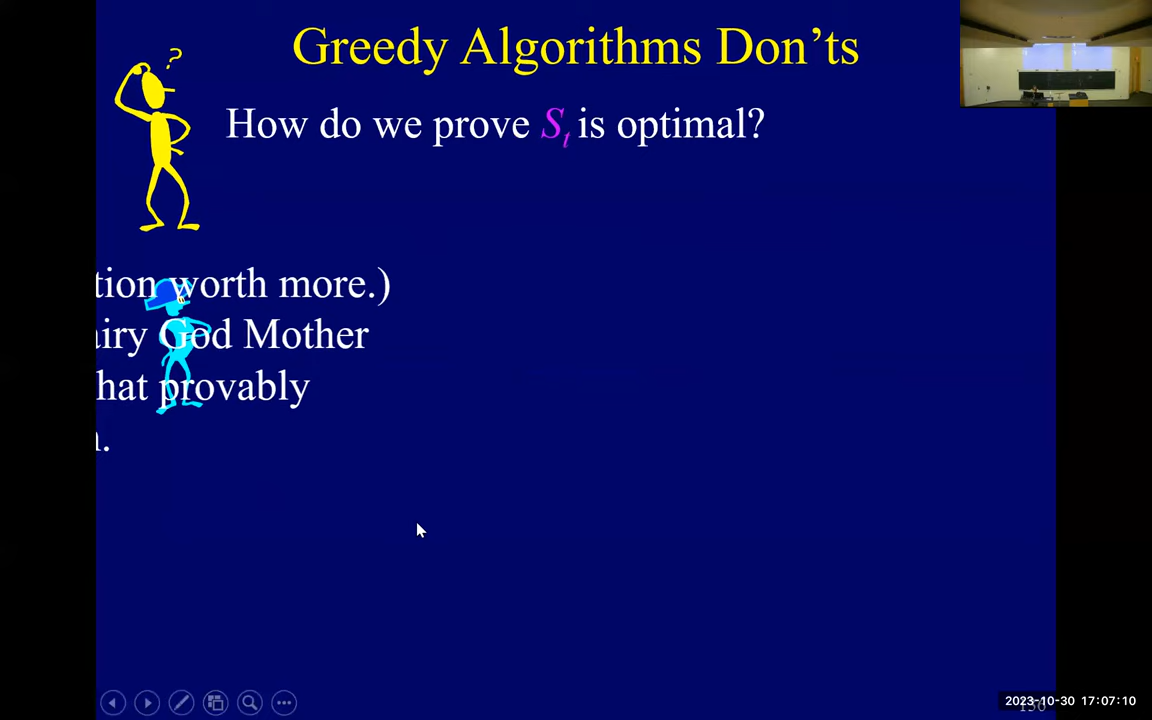 Greedy Algorithms Don'ts
?
How do we prove St is optimal?
tion worth more.)
airy God Mother
hat provably
2023-10-30 17:07:10